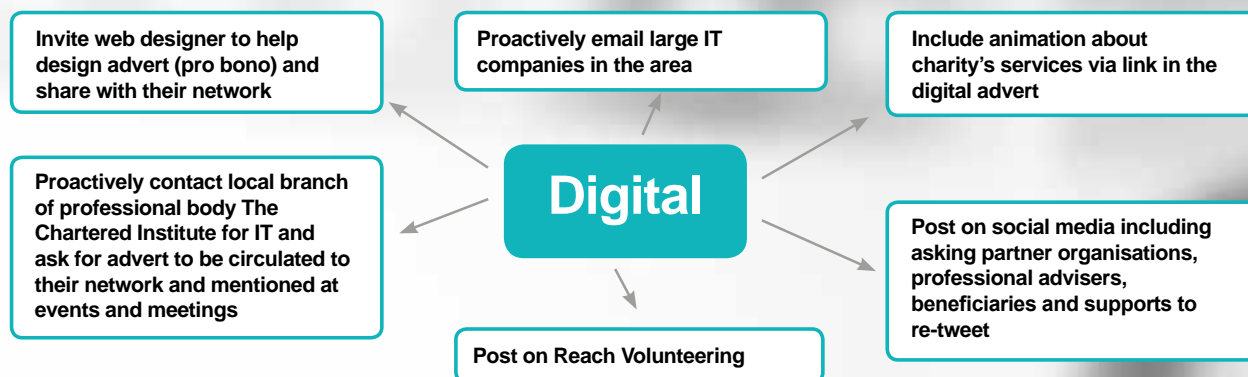 Invite web designer to help
design advert (pro bono) and
share with their network
Proactively email large IT
companies in the area
Include animation about
charity’s services via link in the
digital advert
Digital
Proactively contact local branch
of professional body The
Chartered Institute for IT and
ask for advert to be circulated to
their network and mentioned at
events and meetings
Post on social media including
asking partner organisations,
professional advisers,
beneficiaries and supports to
re-tweet
Post on Reach Volunteering